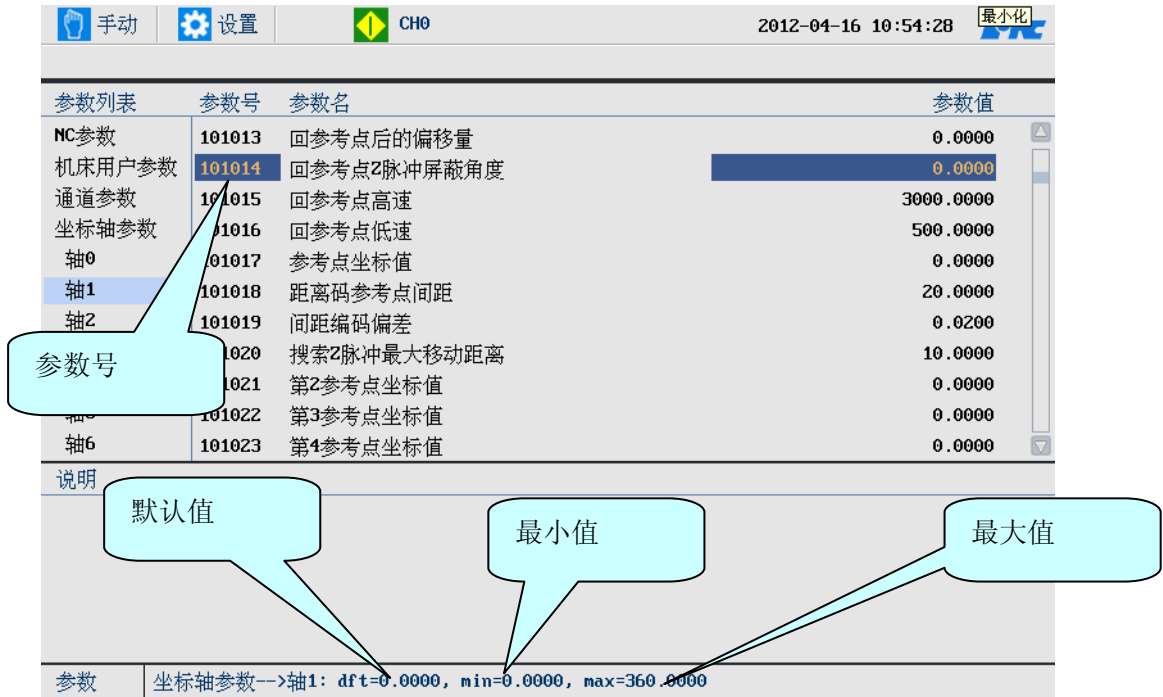 手动 设置 CH0 2012-04-16 10:54:28 最小化
参数列表 参数号 参数名 参数值
NC参数 101013 回参考点后的偏移量 0.0000
机床用户参数 101014 回参考点Z脉冲屏蔽角度 0.0000
通道参数 101015 回参考点高速 3000.0000
坐标轴参数 01016 回参考点低速 500.0000
轴0 101017 参考点坐标值 0.0000
轴1 101018 距离码参考点间距 20.0000
轴2 101019 间距编码偏差 0.0200
参数号 1020 搜索Z脉冲最大移动距离 10.0000
1021 第2参考点坐标值 0.0000
101022 第3参考点坐标值 0.0000
轴6 101023 第4参考点坐标值 0.0000
说明
默认值 最小值 最大值
参数 坐标轴参数-->轴1: dft=0.0000, min=0.0000, max=360.0000